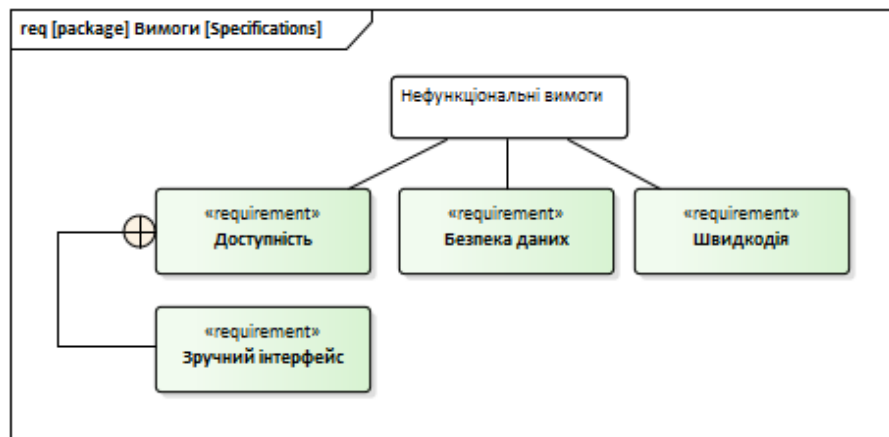 req [package] Вимоги [Specifications]
Нефункціональні вимоги
«requirement»
Доступність
«requirement»
Безпека даних
«requirement»
Швидкодія
«requirement»
Зручний інтерфейс